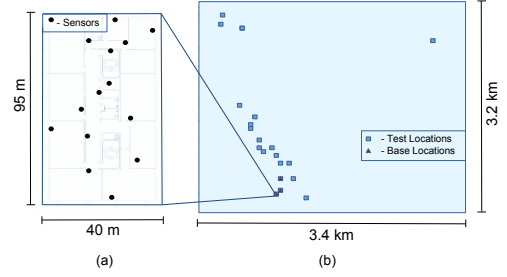 - Sensors
95 m
40 m
(a)
- Test Locations
- Base Locations
3.2 km
3.4 km
(b)